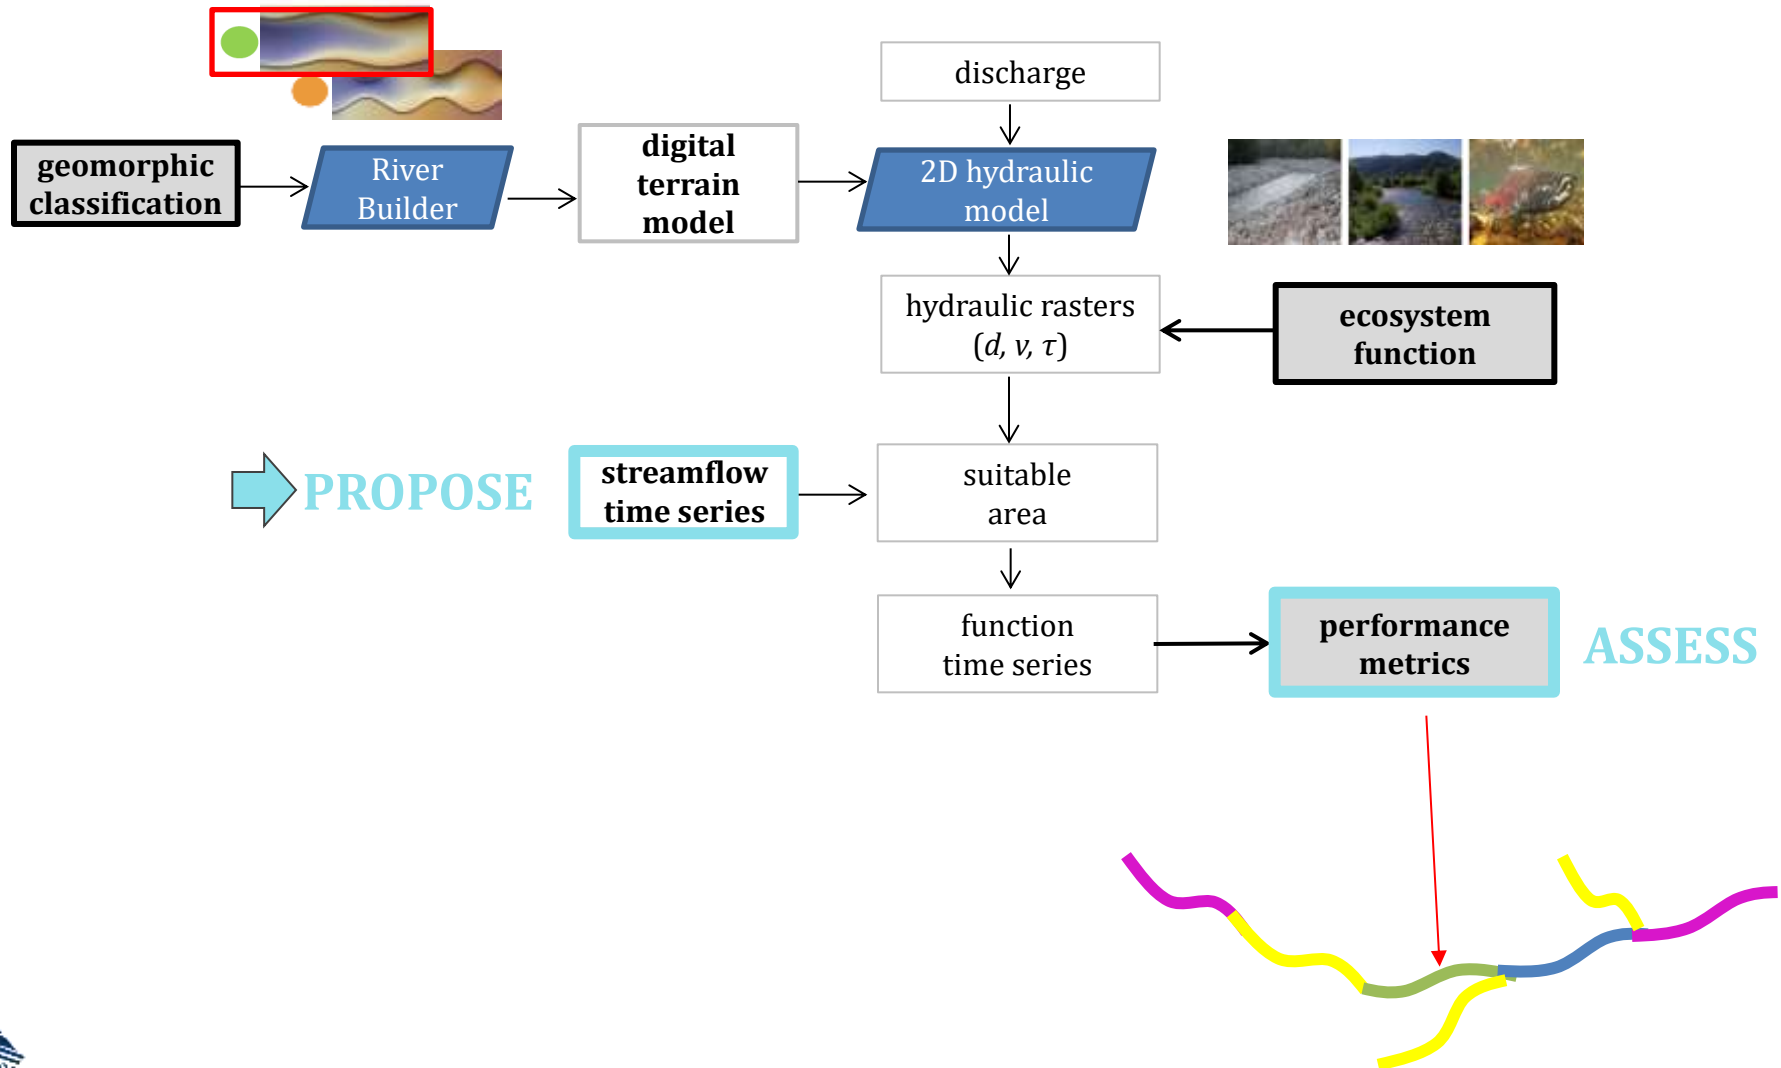 discharge
geomorphic
classification
River
Builder
digital
terrain
model
2D hydraulic
model
hydraulic rasters
(d, v, τ)
ecosystem
function
PROPOSE
streamflow
time series
suitable
area
function
time series
performance
metrics
ASSESS